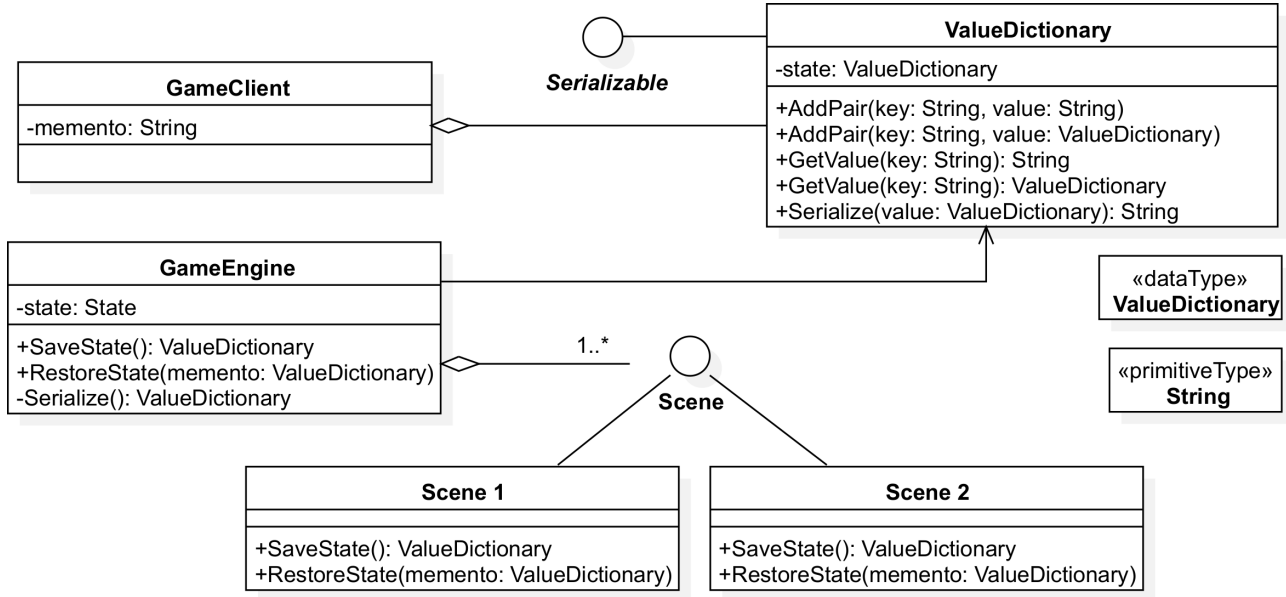 Serializable
ValueDictionary
-state: ValueDictionary
+AddPair(key: String, value: String)
+AddPair(key: String, value: ValueDictionary)
+GetValue(key: String): String
+GetValue(key: String): ValueDictionary
+Serialize(value: ValueDictionary): String
GameClient
-memento: String
GameEngine
-state: State
+SaveState(): ValueDictionary
+RestoreState(memento: ValueDictionary)
-Serialize(): ValueDictionary
1..*
Scene
«dataType»
ValueDictionary
«primitiveType»
String
Scene 1
+SaveState(): ValueDictionary
+RestoreState(memento: ValueDictionary)
Scene 2
+SaveState(): ValueDictionary
+RestoreState(memento: ValueDictionary)